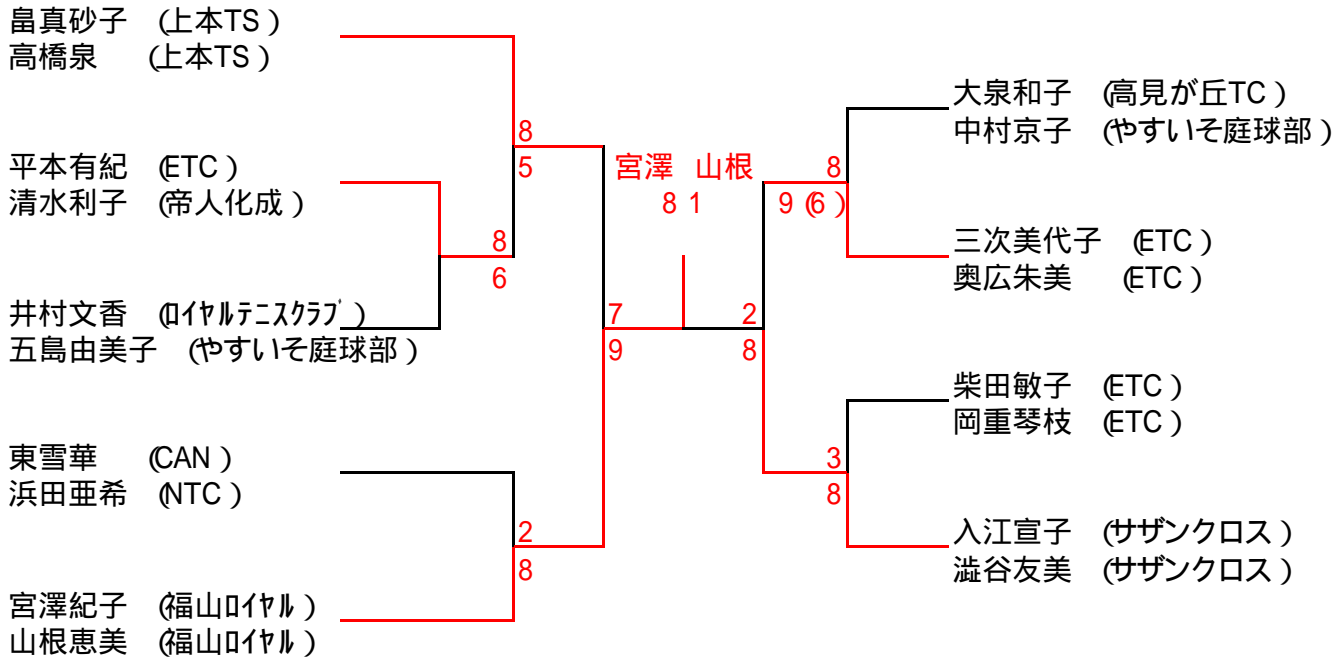 畠真砂子 (上本TS)
高橋泉 (上本TS)
平本有紀 (ETC)
清水利子 (帝人化成)
井村文香 (ﾛｲﾔﾙﾃﾆｽｸﾗﾌﾞ)
五島由美子 (やすいそ庭球部)
東雪華 (CAN)
浜田亜希 (NTC)
宮澤紀子 (福山ﾛｲﾔﾙ)
山根恵美 (福山ﾛｲﾔﾙ)
8
5
8
6
2
8
7
9
宮澤 山根
8 1
2
8
8
9(6)
3
8
大泉和子 (高見が丘TC)
中村京子 (やすいそ庭球部)
三次美代子 (ETC)
奥広朱美 (ETC)
柴田敏子 (ETC)
岡重琴枝 (ETC)
入江宣子 (サザンクロス)
澁谷友美 (サザンクロス)